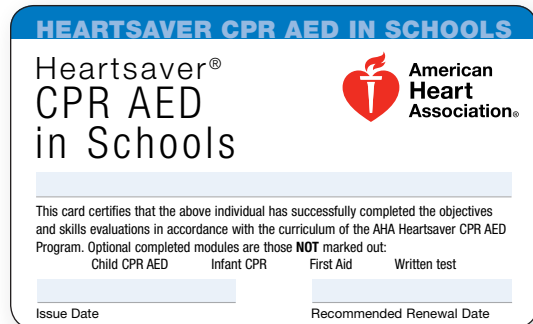 HEARTSAVER CPR AED IN SCHOOLS
Heartsaver®
CPR AED
in Schools
American
Heart
Association®
This card certifies that the above individual has successfully completed the objectives
and skills evaluations in accordance with the curriculum of the AHA Heartsaver CPR AED
Program. Optional completed modules are those NOT marked out:
Child CPR AED Infant CPR First Aid Written test
Issue Date Recommended Renewal Date